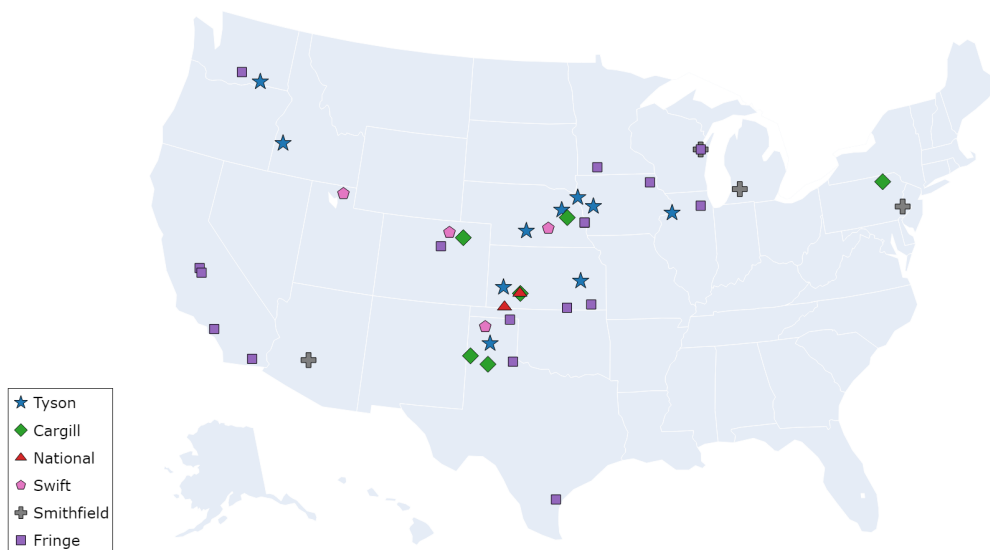 Tyson
Cargill
National
Swift
Smithfield
Fringe